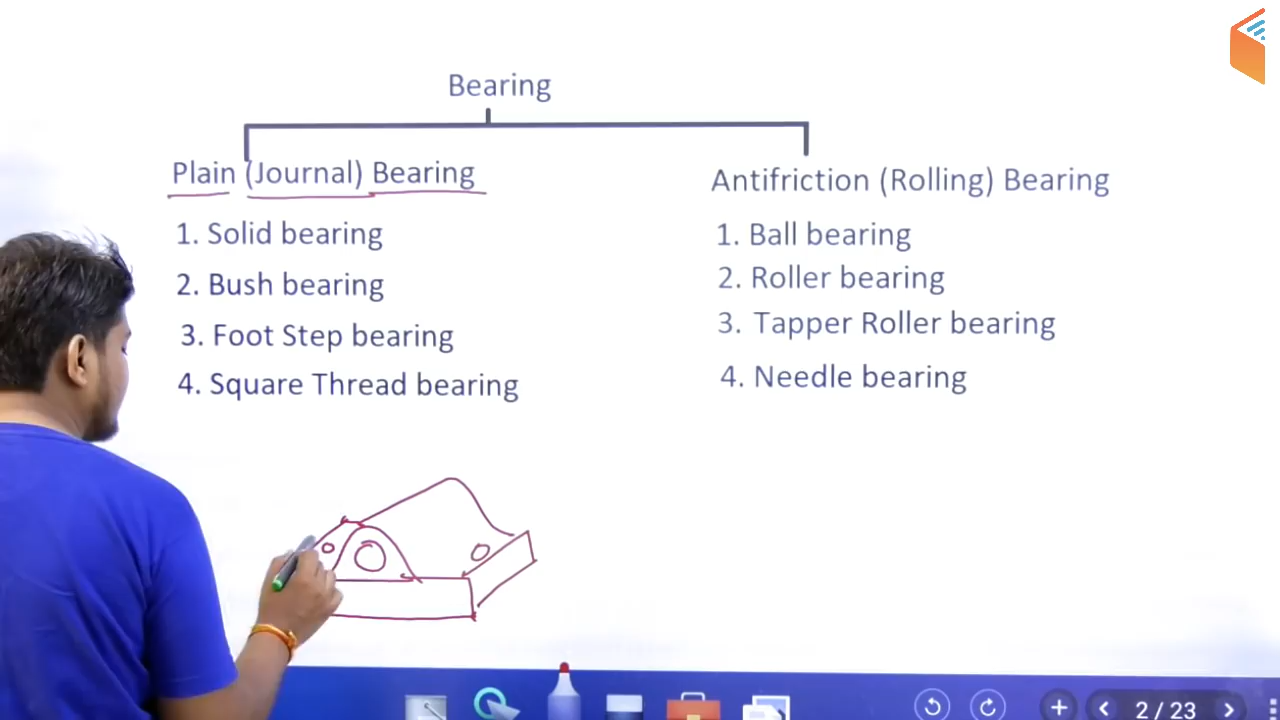 Bearing
Plain (Journal) Bearing
1. Solid bearing
2. Bush bearing
3. Foot Step bearing
4. Square Thread bearing
Antifriction (Rolling) Bearing
1. Ball bearing
2. Roller bearing
3. Tapper Roller bearing
4. Needle bearing
2 / 23